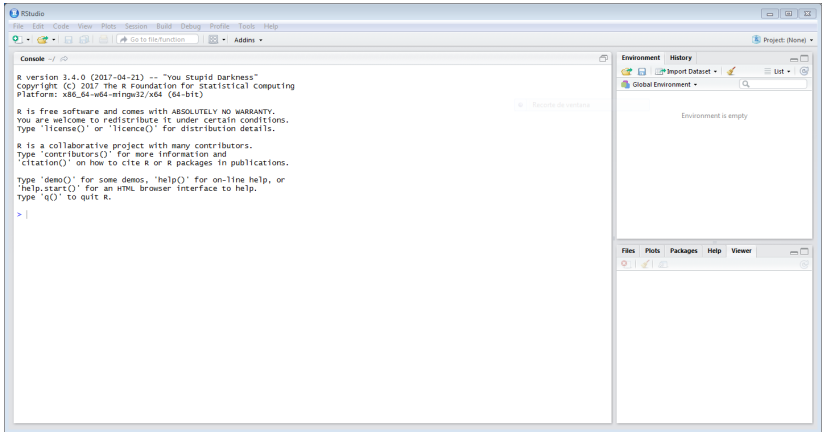 RStudio
File Edit Code View Plots Session Build Debug Profile Tools Help
Go to file/function Addins Project: (None)
Console ~/
R version 3.4.0 (2017-04-21) -- "You Stupid Darkness"
Copyright (C) 2017 The R Foundation for Statistical Computing
Platform: x86_64-w64-mingw32/x64 (64-bit)
R is free software and comes with ABSOLUTELY NO WARRANTY.
You are welcome to redistribute it under certain conditions.
Type 'license()' or 'licence()' for distribution details.
R is a collaborative project with many contributors.
Type 'contributors()' for more information and
'citation()' on how to cite R or R packages in publications.
Type 'demo()' for some demos, 'help()' for on-line help, or
'help.start()' for an HTML browser interface to help.
Type 'q()' to quit R.
>
Environment History
Import Dataset List
Global Environment
Environment is empty
Files Plots Packages Help Viewer